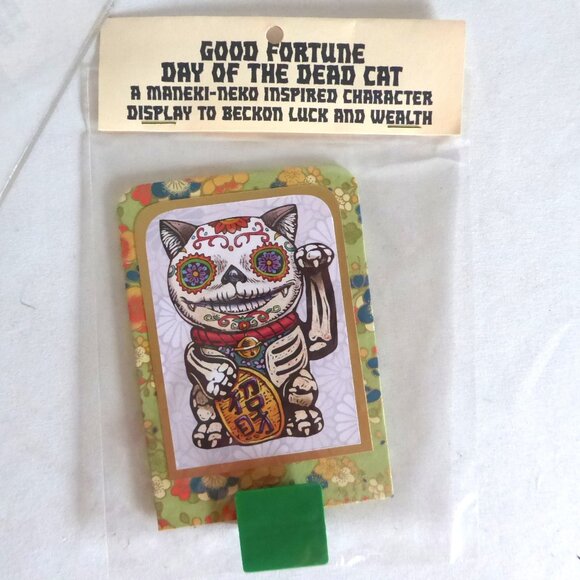 GOOD FORTUNE
DAY OF THE DEAD CAT
A MANEKI-NEKO INSPIRED CHARACTER
DISPLAY TO BECKON LUCK AND WEALTH
招財